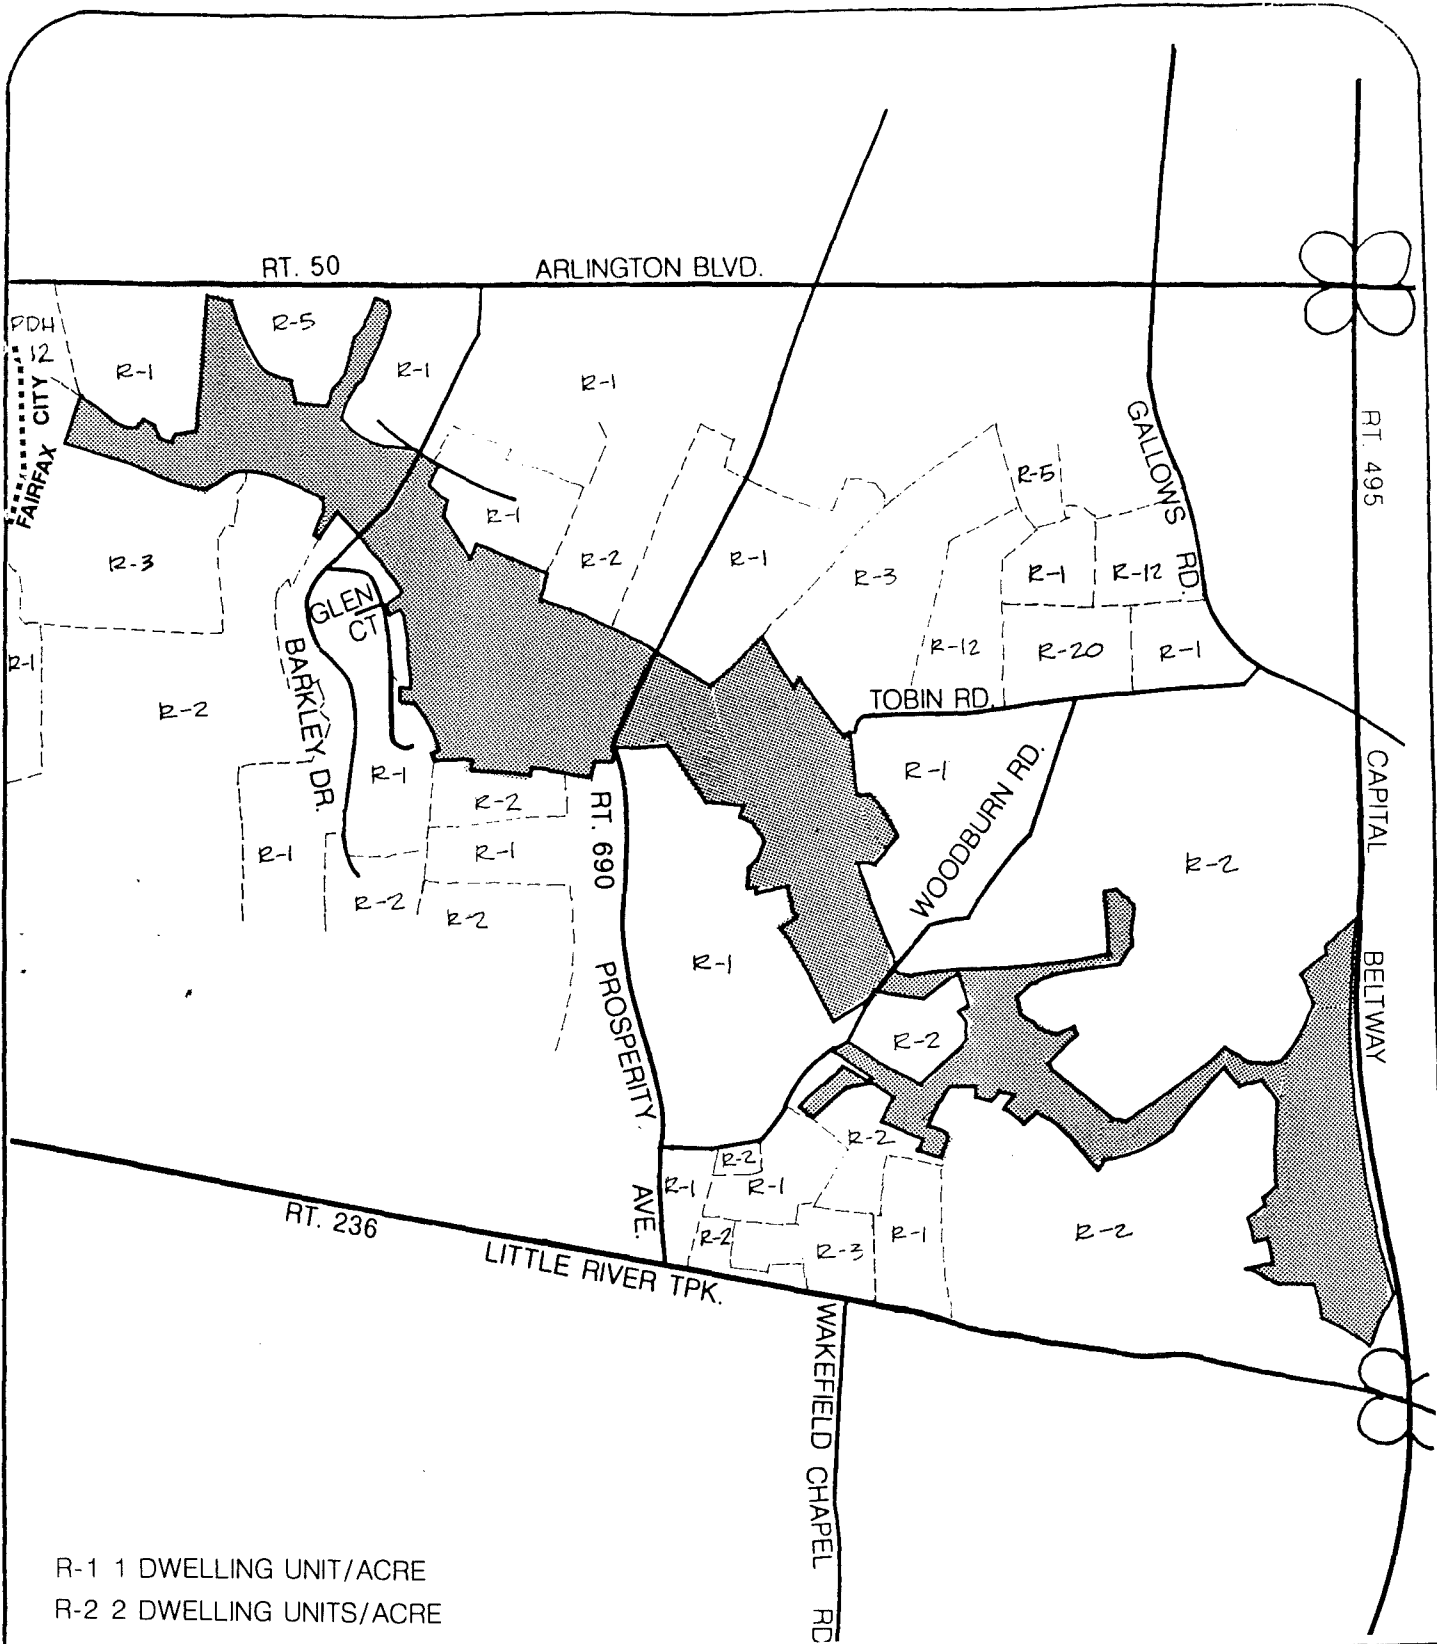 RT. 50
ARLINGTON BLVD.
PDH
12
R-1
R-5
R-1
R-1
FAIRFAX CITY
GALLOWS RD.
RT. 495
R-5
R-1
R-3
R-2
R-1
R-3
R-1
R-12
GLEN
CT
R-1
R-12
R-20
R-1
BARKLEY DR.
R-2
TOBIN RD.
R-1
WOODBURN RD.
CAPITAL BELTWAY
R-1
R-2
RT. 690
R-1
R-1
R-2
R-2
R-2
R-1
PROSPERITY AVE.
R-2
R-2
R-2
R-1
R-1
R-2
R-3
R-1
R-2
RT. 236
LITTLE RIVER TPK.
WAKEFIELD CHAPEL RD
R-1 1 DWELLING UNIT/ACRE
R-2 2 DWELLING UNITS/ACRE